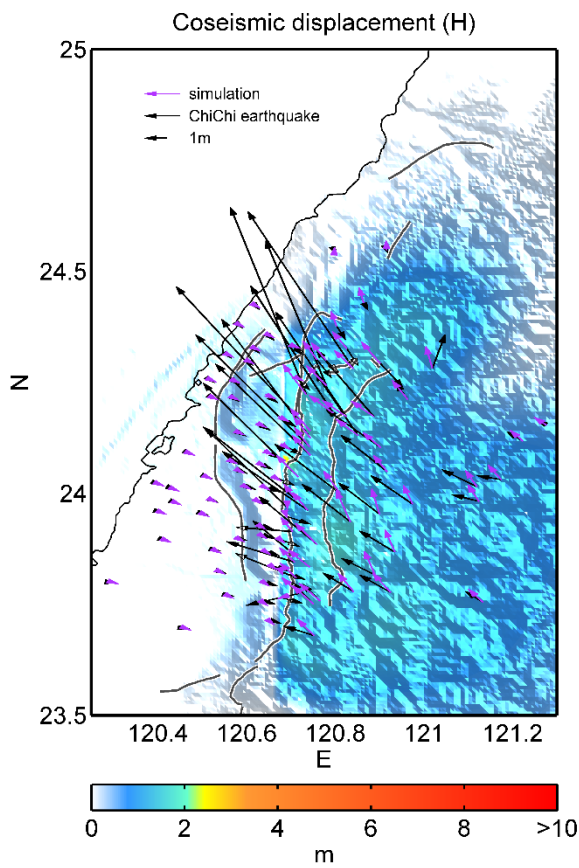 Coseismic displacement (H)
25
simulation
ChiChi earthquake
1m
24.5
N
24
23.5
120.4 120.6 120.8 121 121.2
E
0 2 4 6 8 >10
m